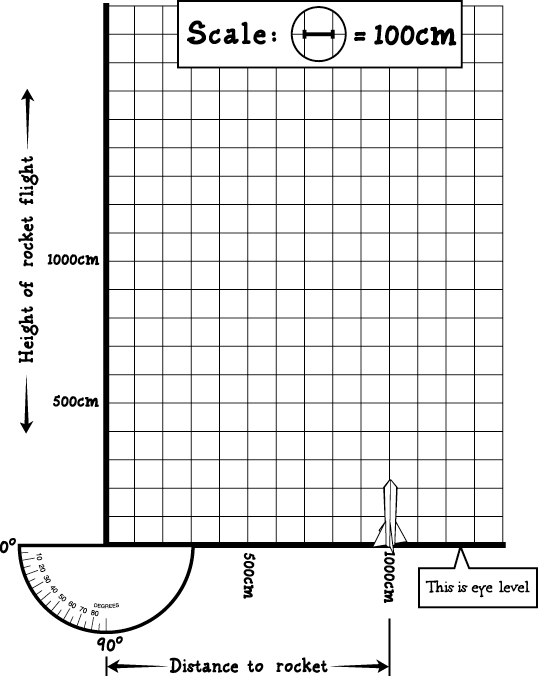 Scale: = 100cm
Height of rocket flight
1000cm
500cm
0°
10 20 30 40 50 60 70 80
DEGREES
90°
500cm
1000cm
This is eye level
Distance to rocket